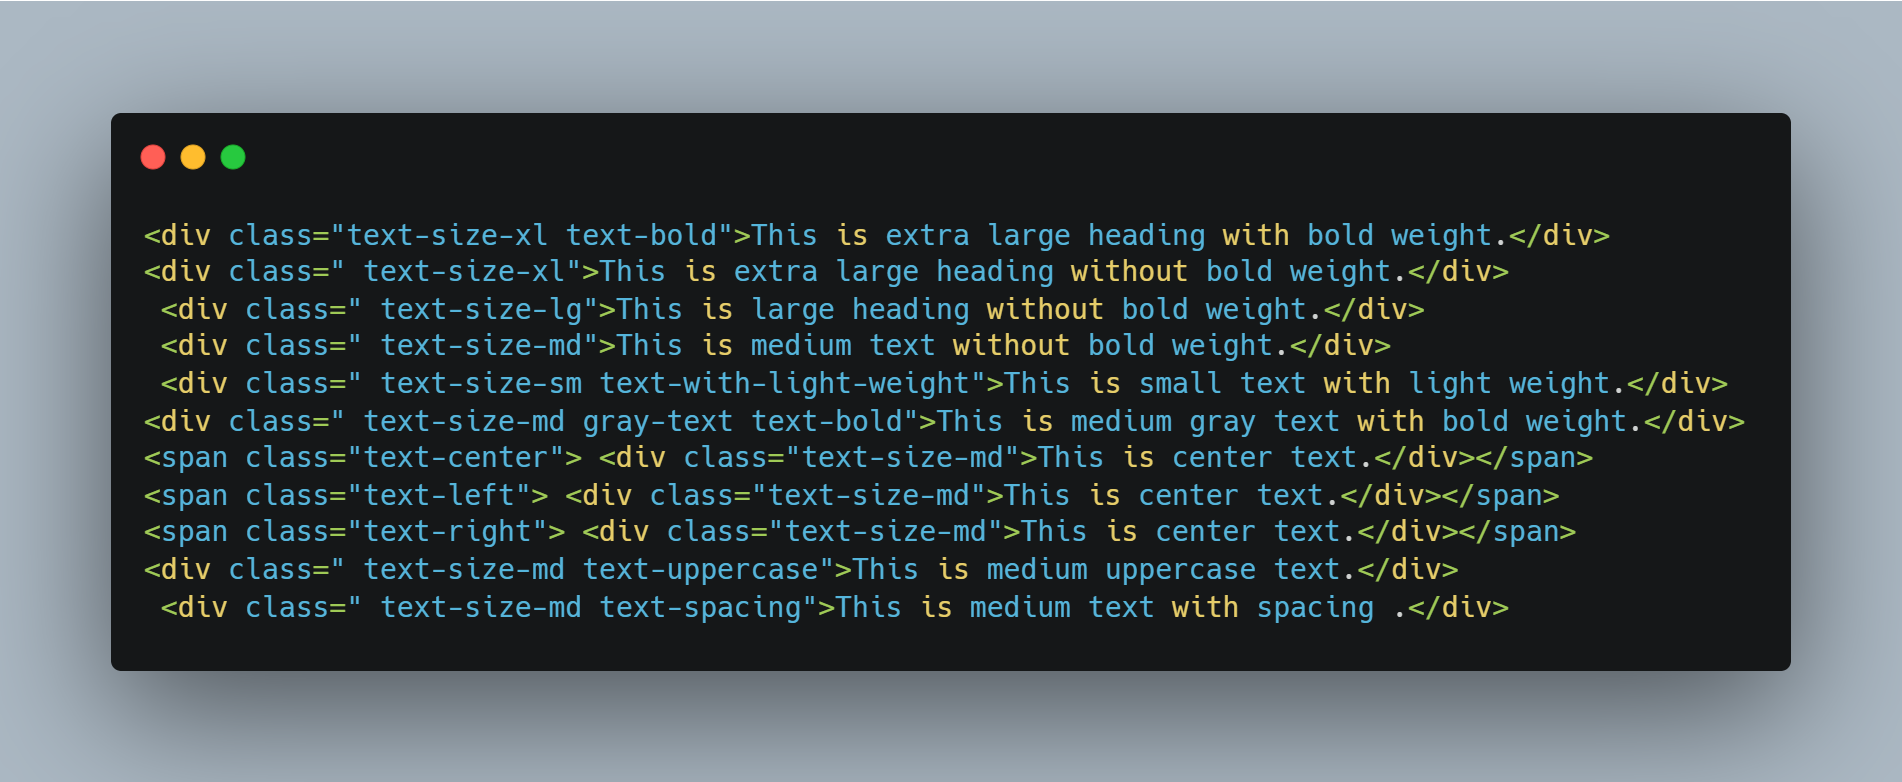 <div class="text-size-xl text-bold">This is extra large heading with bold weight.</div>
<div class=" text-size-xl">This is extra large heading without bold weight.</div>
 <div class=" text-size-lg">This is large heading without bold weight.</div>
 <div class=" text-size-md">This is medium text without bold weight.</div>
 <div class=" text-size-sm text-with-light-weight">This is small text with light weight.</div>
<div class=" text-size-md gray-text text-bold">This is medium gray text with bold weight.</div>
<span class="text-center"> <div class="text-size-md">This is center text.</div></span>
<span class="text-left"> <div class="text-size-md">This is center text.</div></span>
<span class="text-right"> <div class="text-size-md">This is center text.</div></span>
<div class=" text-size-md text-uppercase">This is medium uppercase text.</div>
 <div class=" text-size-md text-spacing">This is medium text with spacing .</div>